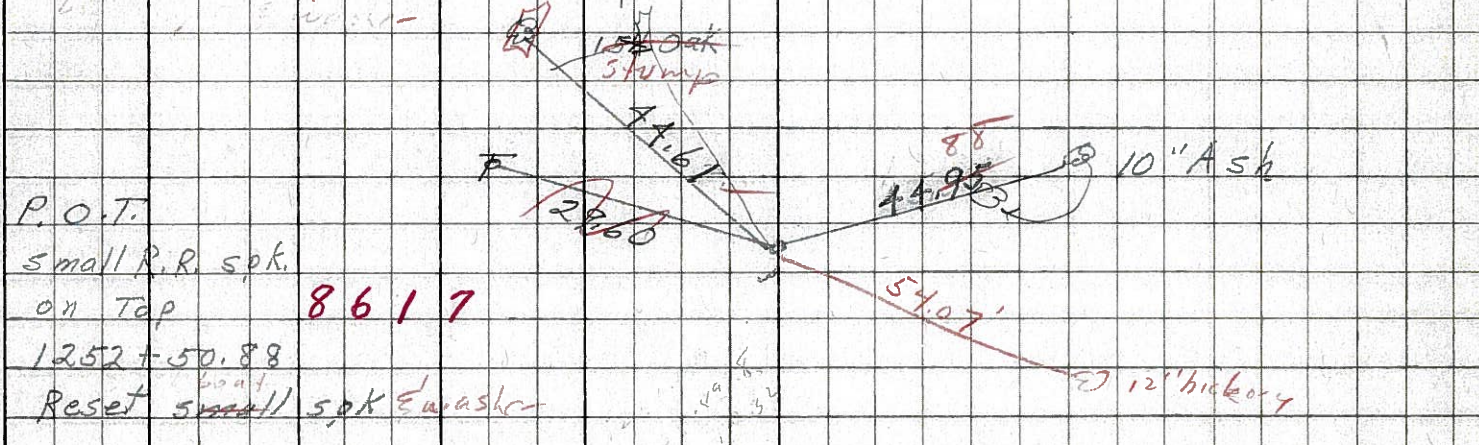 15" Oak
stump
74.61
88
44.95
10" Ash
29.60
P.O.T.
small R.R. spk.
on Top
8617
54.07'
1252+50.88
boat
Reset small spk & washer
12" hickory